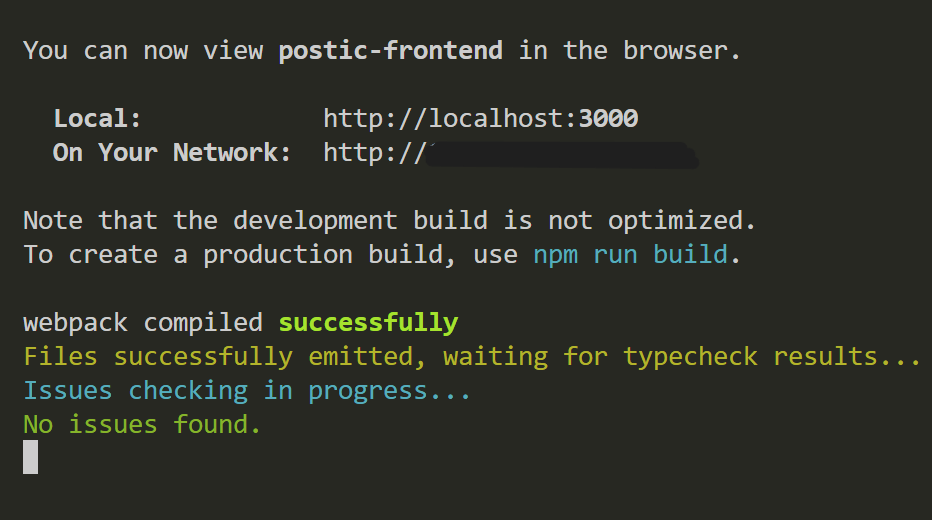 You can now view postic-frontend in the browser.
Local: http://localhost:3000
On Your Network: http://
Note that the development build is not optimized.
To create a production build, use npm run build.
webpack compiled successfully
Files successfully emitted, waiting for typecheck results...
Issues checking in progress...
No issues found.